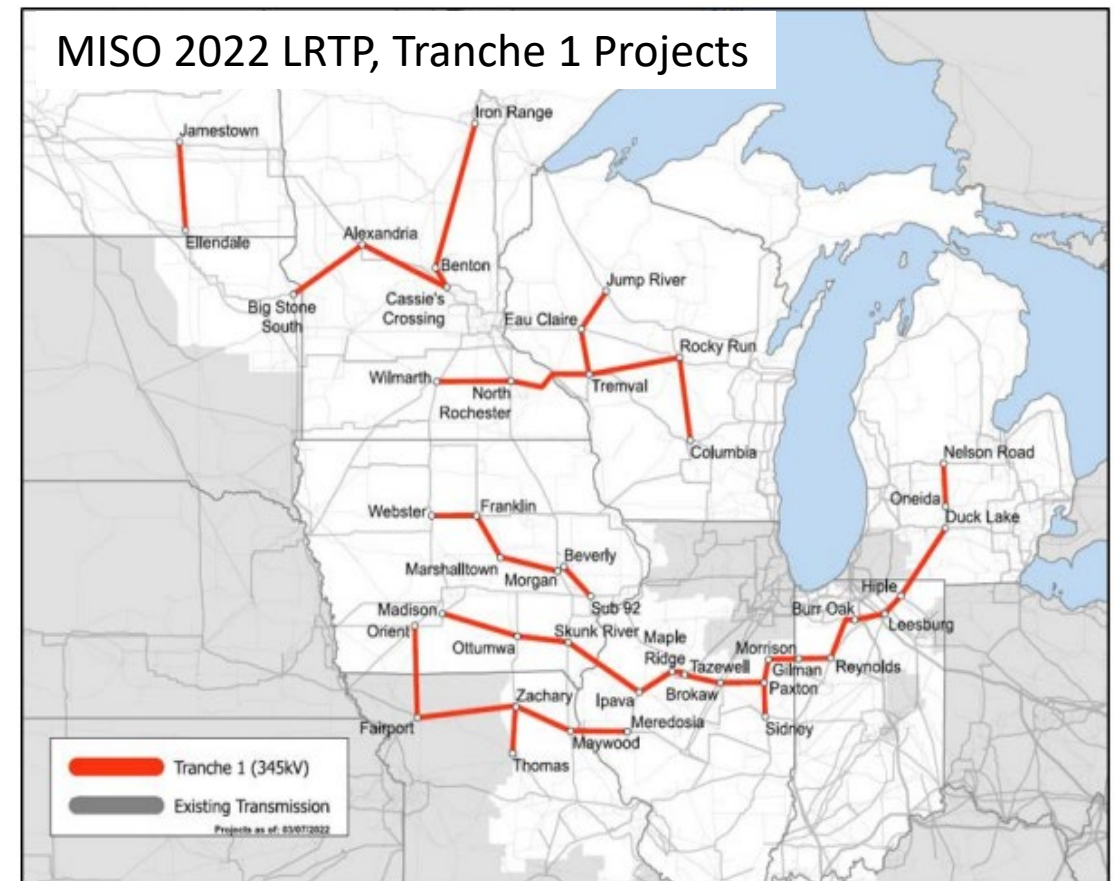 MISO 2022 LRTP, Tranche 1 Projects
Iron Range
Jamestown
Ellendale
Alexandria
Benton
Big Stone
South
Cassie's
Crossing
Jump River
Eau Claire
Rocky Run
Wilmarth
North
Rochester
Tremval
Columbia
Nelson Road
Oneida
Duck Lake
Webster
Franklin
Marshalltown
Morgan
Beverly
Sub 92
Hiple
Burr Oak
Leesburg
Madison
Orient
Ottumwa
Skunk River
Maple
Ridge
Tazewell
Morrison
Gilman
Reynolds
Paxton
Brokaw
Ipava
Zachary
Fairport
Meredosia
Maywood
Sidney
Thomas
Tranche 1 (345kV)
Existing Transmission
Projects as of: 03/07/2022